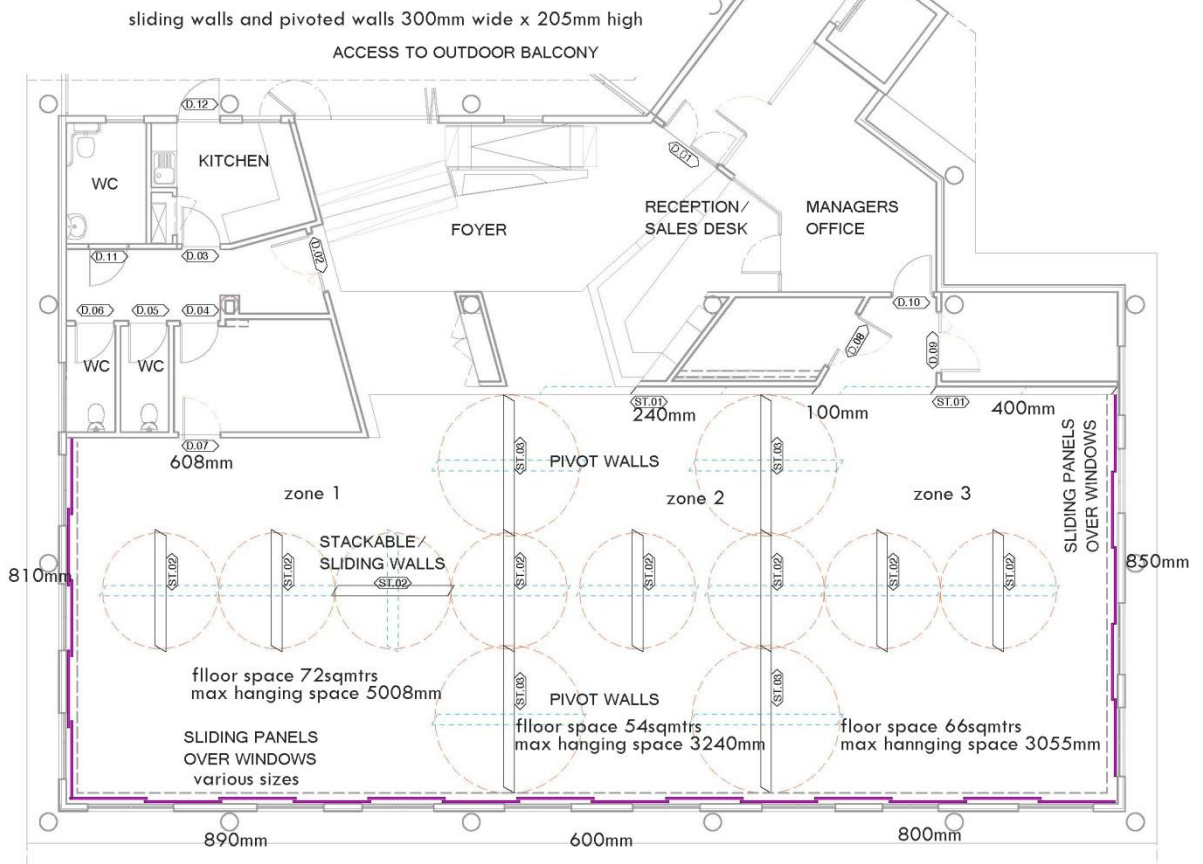 sliding walls and pivoted walls 300mm wide x 205mm high
ACCESS TO OUTDOOR BALCONY
D.12
KITCHEN
WC
D.01
RECEPTION/
SALES DESK
MANAGERS
OFFICE
FOYER
D.11
D.03
D.02
D.06
D.05
D.04
D.10
D.08
D.09
WC
WC
ST.01
ST.01
240mm
100mm
400mm
D.07
608mm
ST.03
PIVOT WALLS
ST.03
SLIDING PANELS
OVER WINDOWS
zone 1
zone 2
zone 3
STACKABLE/
SLIDING WALLS
810mm
ST.02
ST.02
ST.02
ST.02
ST.02
ST.02
ST.02
ST.02
850mm
flloor space 72sqmtrs
max hanging space 5008mm
ST.03
PIVOT WALLS
ST.03
flloor space 54sqmtrs
max hanging space 3240mm
floor space 66sqmtrs
max hannging space 3055mm
SLIDING PANELS
OVER WINDOWS
various sizes
890mm
600mm
800mm